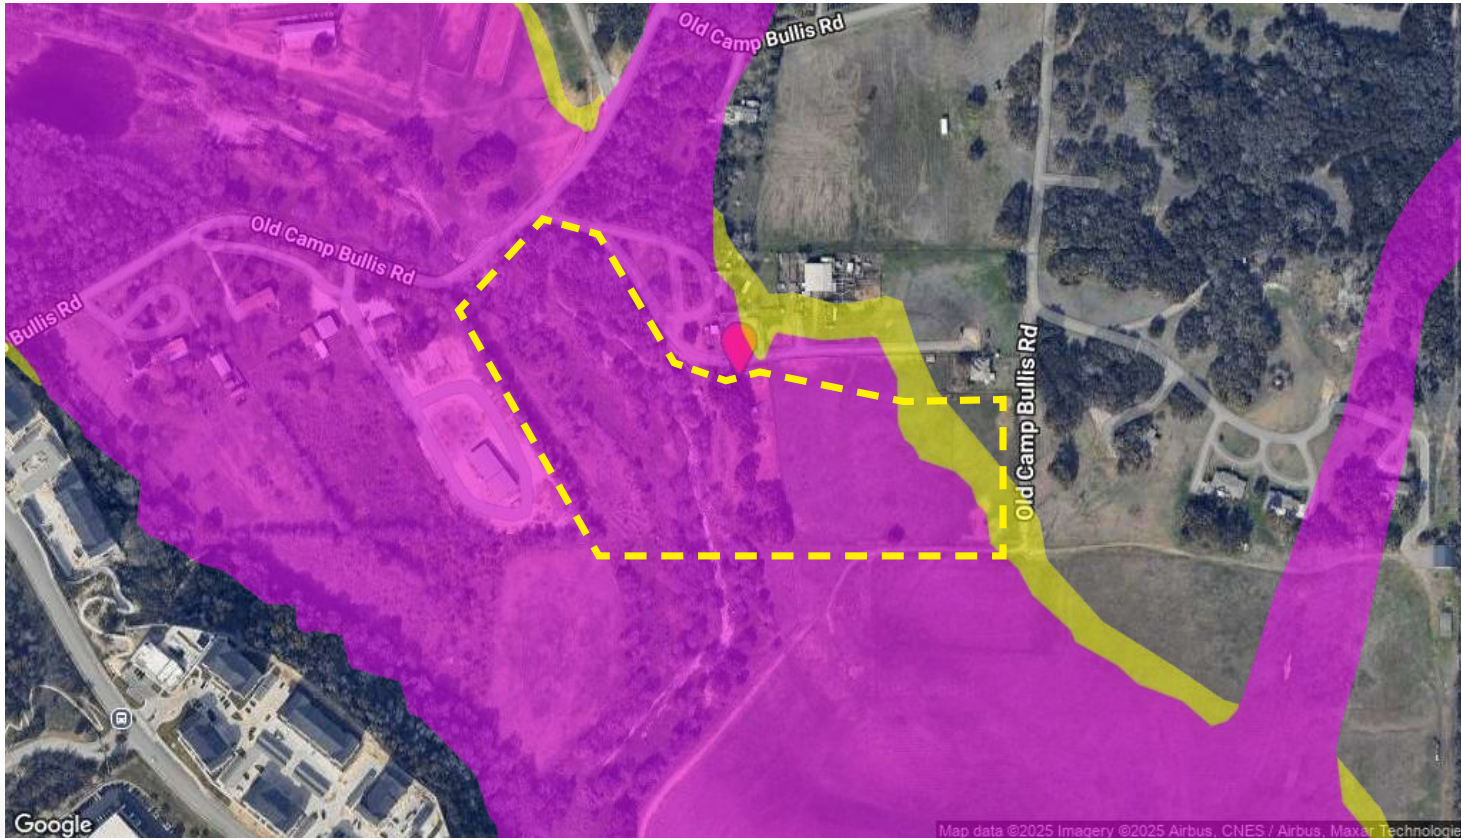 Old Camp Bullis Rd
Old Camp Bullis Rd
Bullis Rd
Old Camp Bullis Rd
Google
Map data ©2025 Imagery ©2025 Airbus, CNES / Airbus, Maxar Technologie